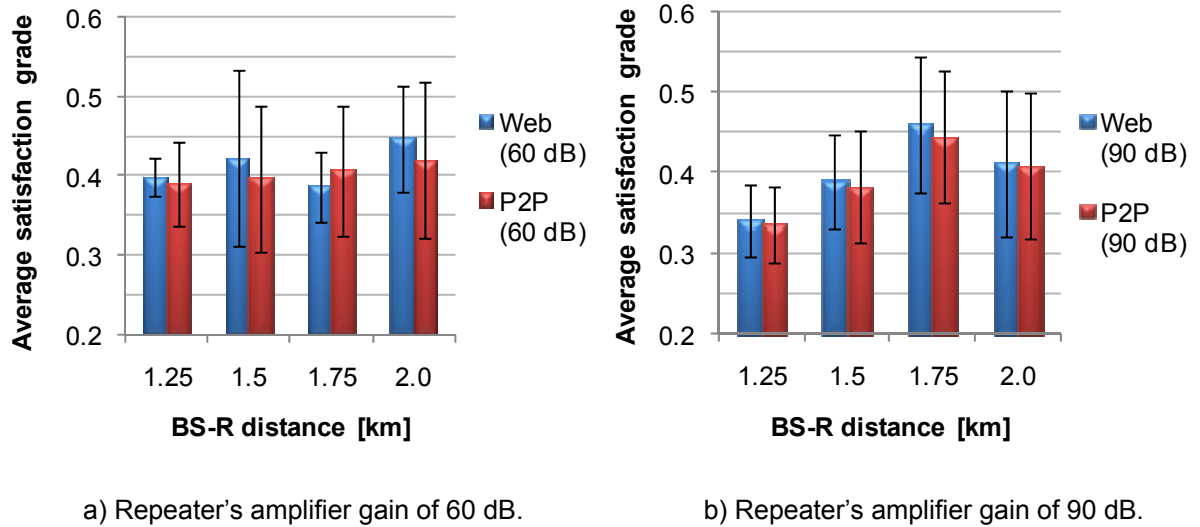 0.6
0.5
0.4
0.3
0.2
Average satisfaction grade
1.25 1.5 1.75 2.0
BS-R distance [km]
Web
(60 dB)
P2P
(60 dB)
a) Repeater's amplifier gain of 60 dB.
0.6
0.5
0.4
0.3
0.2
Average satisfaction grade
1.25 1.5 1.75 2.0
BS-R distance [km]
Web
(90 dB)
P2P
(90 dB)
b) Repeater's amplifier gain of 90 dB.